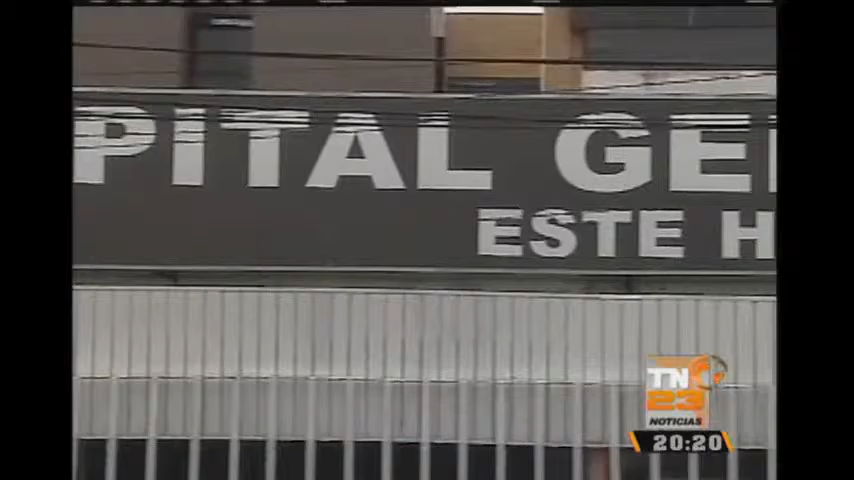 PITAL GE
ESTE H
TN
23
NOTICIAS
20:20